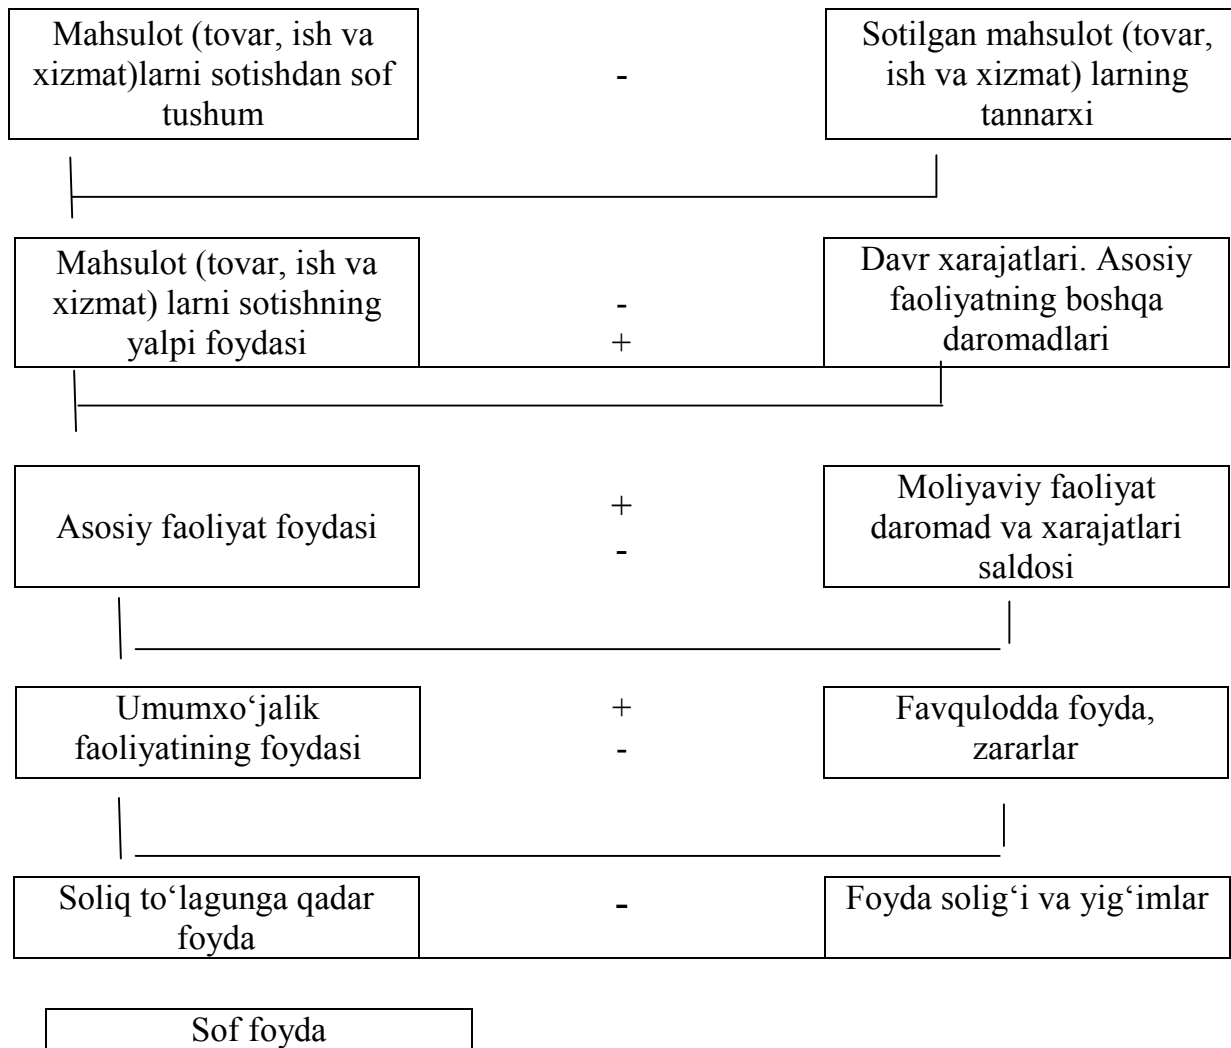 Mahsulot (tovar, ish va
xizmat)larni sotishdan sof
tushum
-
Sotilgan mahsulot (tovar,
ish va xizmat) larning
tannarxi
Mahsulot (tovar, ish va
xizmat) larni sotishning
yalpi foydasi
-
+
Davr xarajatlari. Asosiy
faoliyatning boshqa
daromadlari
Asosiy faoliyat foydasi
+
-
Moliyaviy faoliyat
daromad va xarajatlari
saldosi
Umumxo‘jalik
faoliyatining foydasi
+
-
Favqulodda foyda,
zararlar
Soliq to‘lagunga qadar
foyda
-
Foyda solig‘i va yig‘imlar
Sof foyda